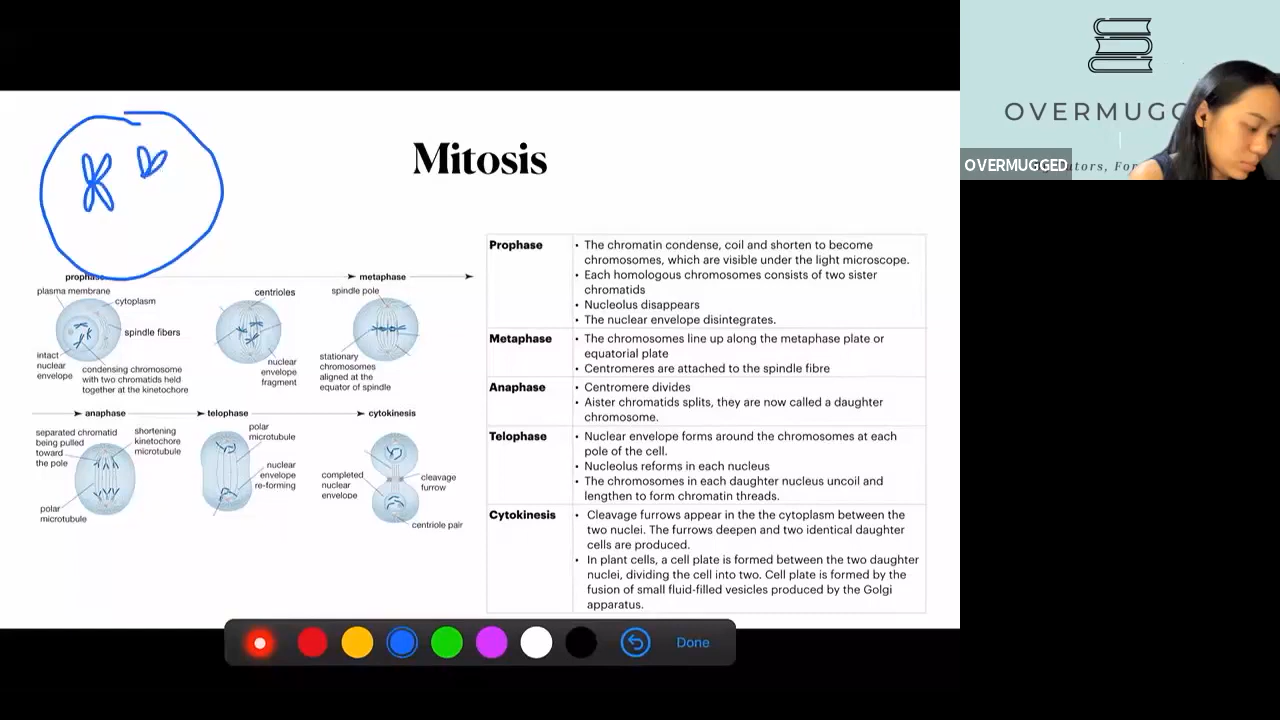 Mitosis
prophase
metaphase
plasma membrane
cytoplasm
spindle fibers
intact
nuclear
envelope
condensing chromosome
with two chromatids held
together at the kinetochore
centrioles
nuclear
envelope
fragment
spindle pole
stationary
chromosomes
aligned at the
equator of spindle
anaphase
telophase
cytokinesis
separated chromatid
being pulled
toward
the pole
shortening
kinetochore
microtubule
polar
microtubule
polar
microtubule
nuclear
envelope
re-forming
completed
nuclear
envelope
cleavage
furrow
centriole pair
Prophase
• The chromatin condense, coil and shorten to become
chromosomes, which are visible under the light microscope.
• Each homologous chromosomes consists of two sister
chromatids
• Nucleolus disappears
• The nuclear envelope disintegrates.
Metaphase
• The chromosomes line up along the metaphase plate or
equatorial plate
• Centromeres are attached to the spindle fibre
Anaphase
• Centromere divides
• Aister chromatids splits, they are now called a daughter
chromosome.
Telophase
• Nuclear envelope forms around the chromosomes at each
pole of the cell.
• Nucleolus reforms in each nucleus
• The chromosomes in each daughter nucleus uncoil and
lengthen to form chromatin threads.
Cytokinesis
• Cleavage furrows appear in the the cytoplasm between the
two nuclei. The furrows deepen and two identical daughter
cells are produced.
• In plant cells, a cell plate is formed between the two daughter
nuclei, dividing the cell into two. Cell plate is formed by the
fusion of small fluid-filled vesicles produced by the Golgi
apparatus.
Done
OVERMUGG
OVERMUGGED
utors, For